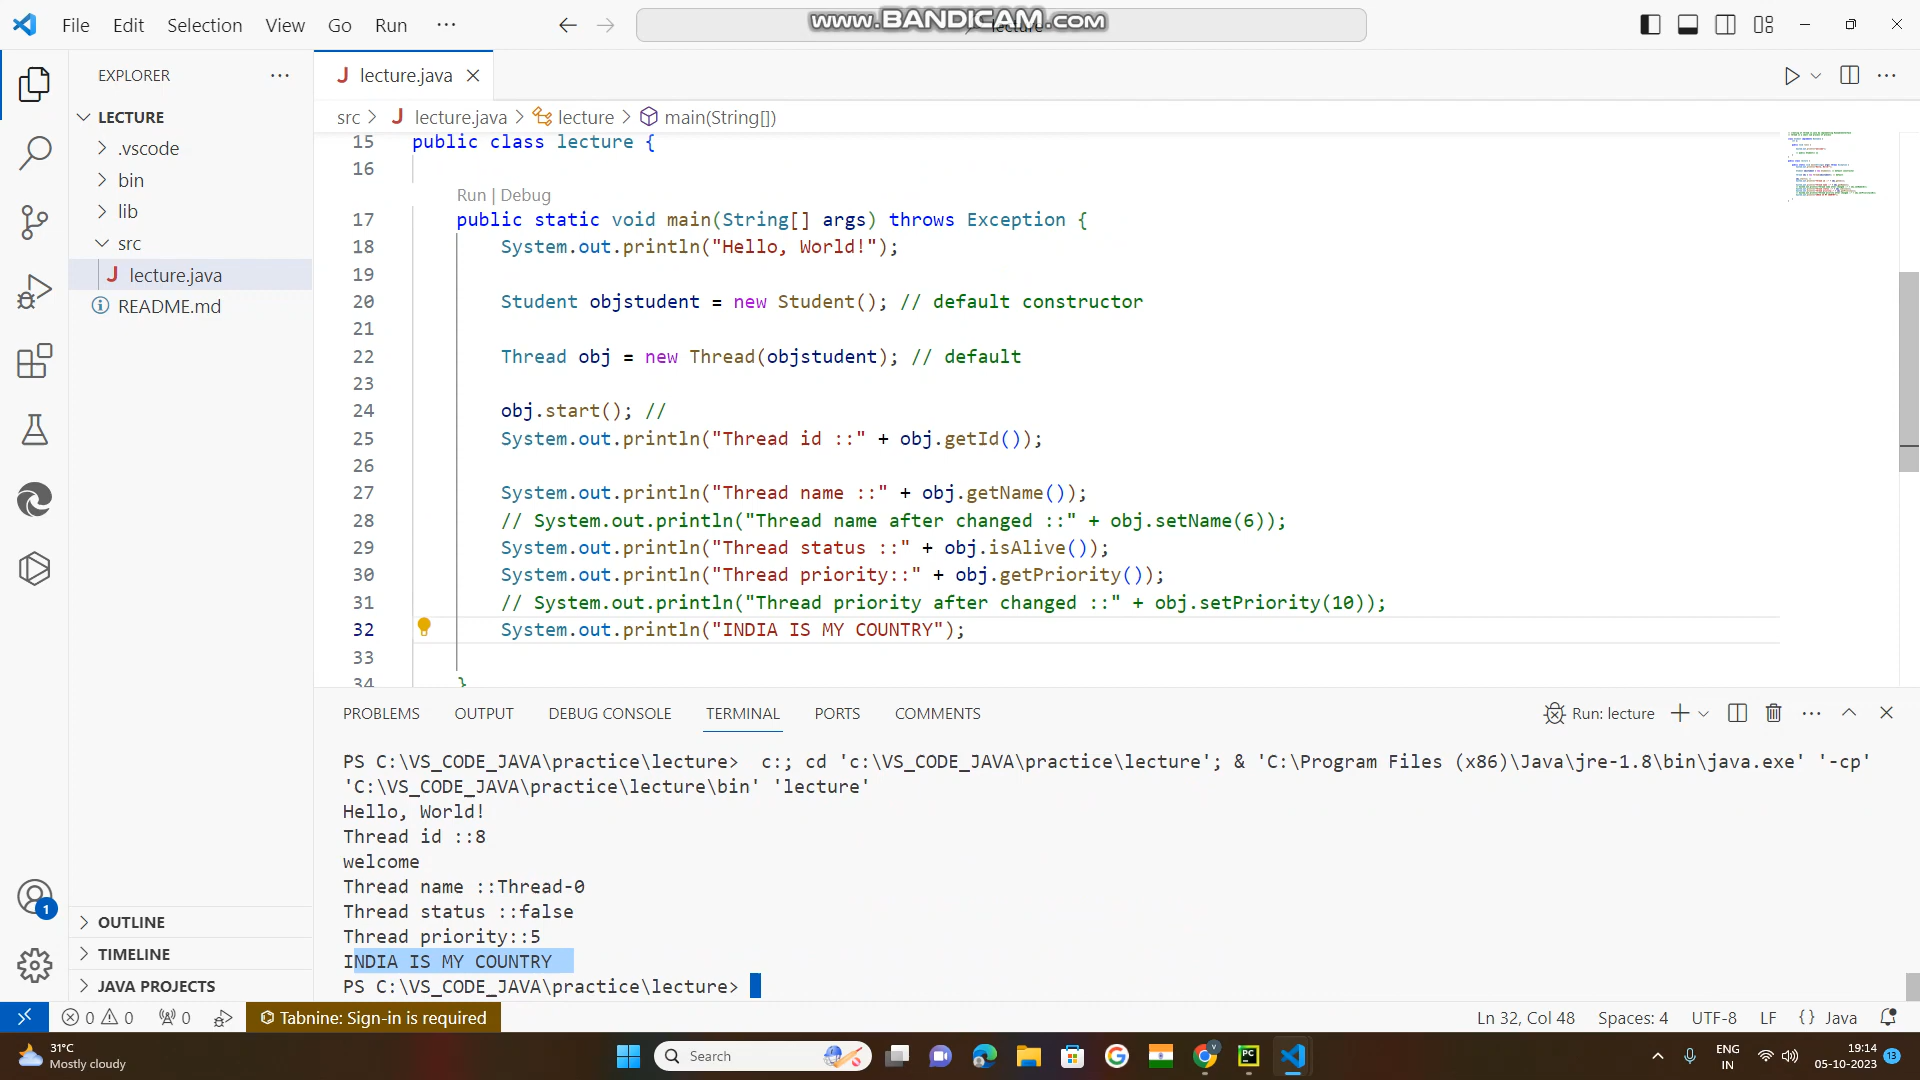 File Edit Selection View Go Run ···
www.BANDICAM.com
lecture
EXPLORER ···
LECTURE
.vscode
bin
lib
src
J lecture.java
README.md
OUTLINE
TIMELINE
JAVA PROJECTS
J lecture.java
src > J lecture.java > lecture > main(String[])
15 public class lecture {
16
Run | Debug
17 public static void main(String[] args) throws Exception {
18 System.out.println("Hello, World!");
19
20 Student objstudent = new Student(); // default constructor
21
22 Thread obj = new Thread(objstudent); // default
23
24 obj.start(); //
25 System.out.println("Thread id ::" + obj.getId());
26
27 System.out.println("Thread name ::" + obj.getName());
28 // System.out.println("Thread name after changed ::" + obj.setName(6));
29 System.out.println("Thread status ::" + obj.isAlive());
30 System.out.println("Thread priority::" + obj.getPriority());
31 // System.out.println("Thread priority after changed ::" + obj.setPriority(10));
32 System.out.println("INDIA IS MY COUNTRY");
33
34 }
PROBLEMS OUTPUT DEBUG CONSOLE TERMINAL PORTS COMMENTS
Run: lecture
PS C:\VS_CODE_JAVA\practice\lecture>  c:; cd 'c:\VS_CODE_JAVA\practice\lecture'; & 'C:\Program Files (x86)\Java\jre-1.8\bin\java.exe' '-cp'
'C:\VS_CODE_JAVA\practice\lecture\bin' 'lecture'
Hello, World!
Thread id ::8
welcome
Thread name ::Thread-0
Thread status ::false
Thread priority::5
INDIA IS MY COUNTRY
PS C:\VS_CODE_JAVA\practice\lecture>
1
0 0 0 Tabnine: Sign-in is required
Ln 32, Col 48 Spaces: 4 UTF-8 LF {} Java
31°C
Mostly cloudy
Search
PC
ENG
IN
19:14
05-10-2023
13